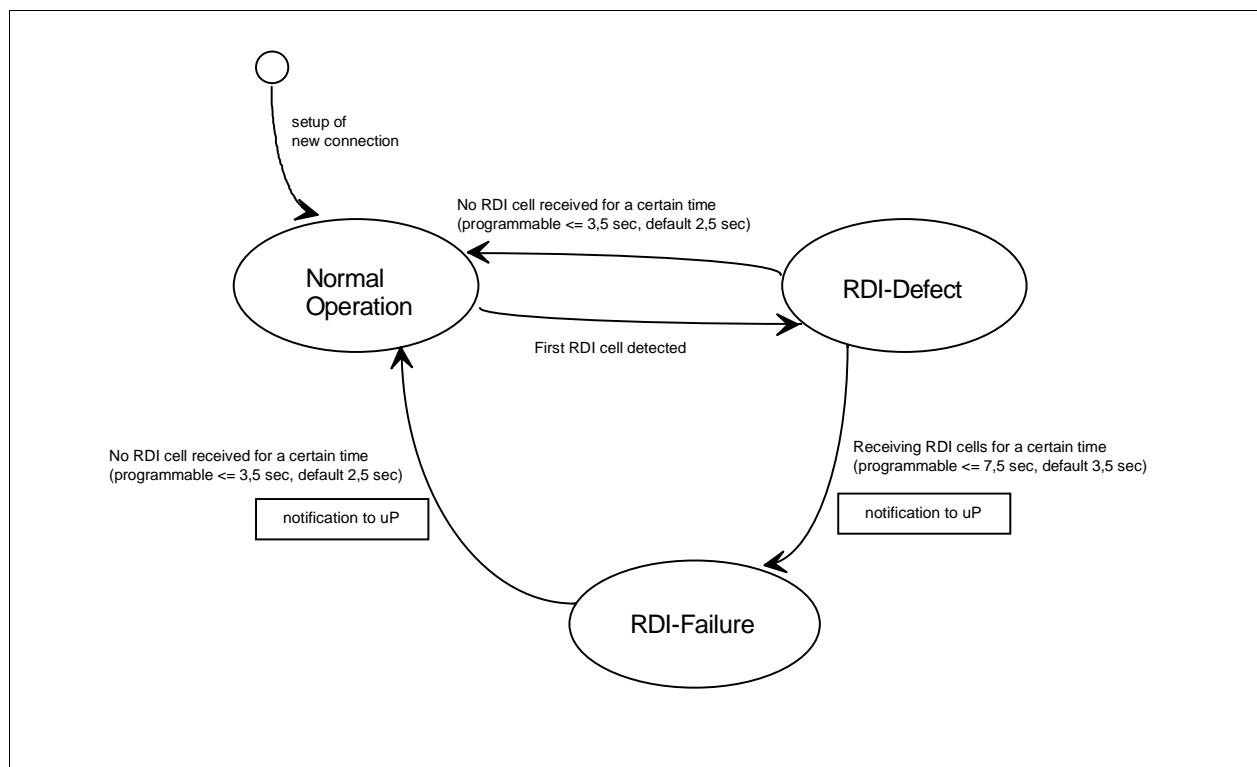 setup of
new connection
No RDI cell received for a certain time
(programmable <= 3,5 sec, default 2,5 sec)
Normal
Operation
RDI-Defect
First RDI cell detected
No RDI cell received for a certain time
(programmable <= 3,5 sec, default 2,5 sec)
notification to uP
Receiving RDI cells for a certain time
(programmable <= 7,5 sec, default 3,5 sec)
notification to uP
RDI-Failure